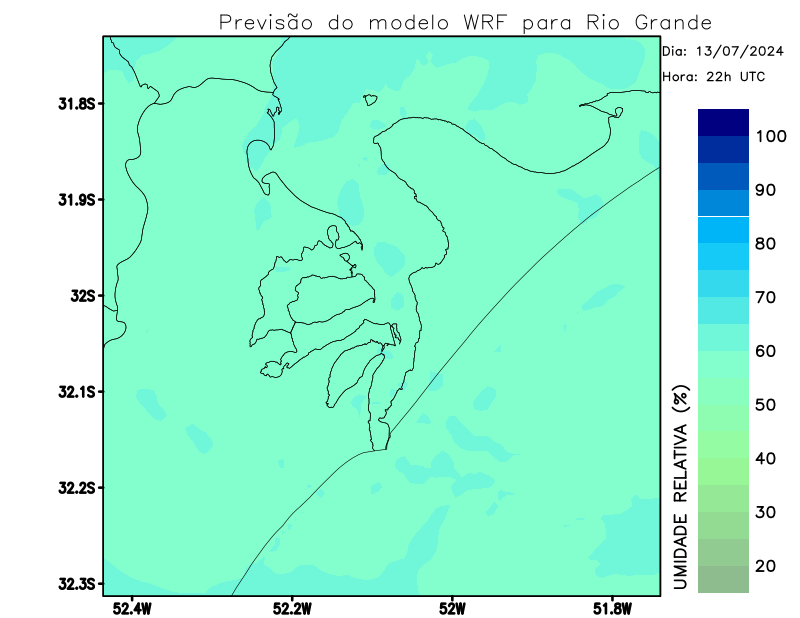 Previsão do modelo WRF para Rio Grande
Dia: 13/07/2024
Hora: 22h UTC
31.8S
31.9S
32S
32.1S
32.2S
32.3S
52.4W
52.2W
52W
51.8W
100
90
80
70
60
50
40
30
20
UMIDADE RELATIVA (%)